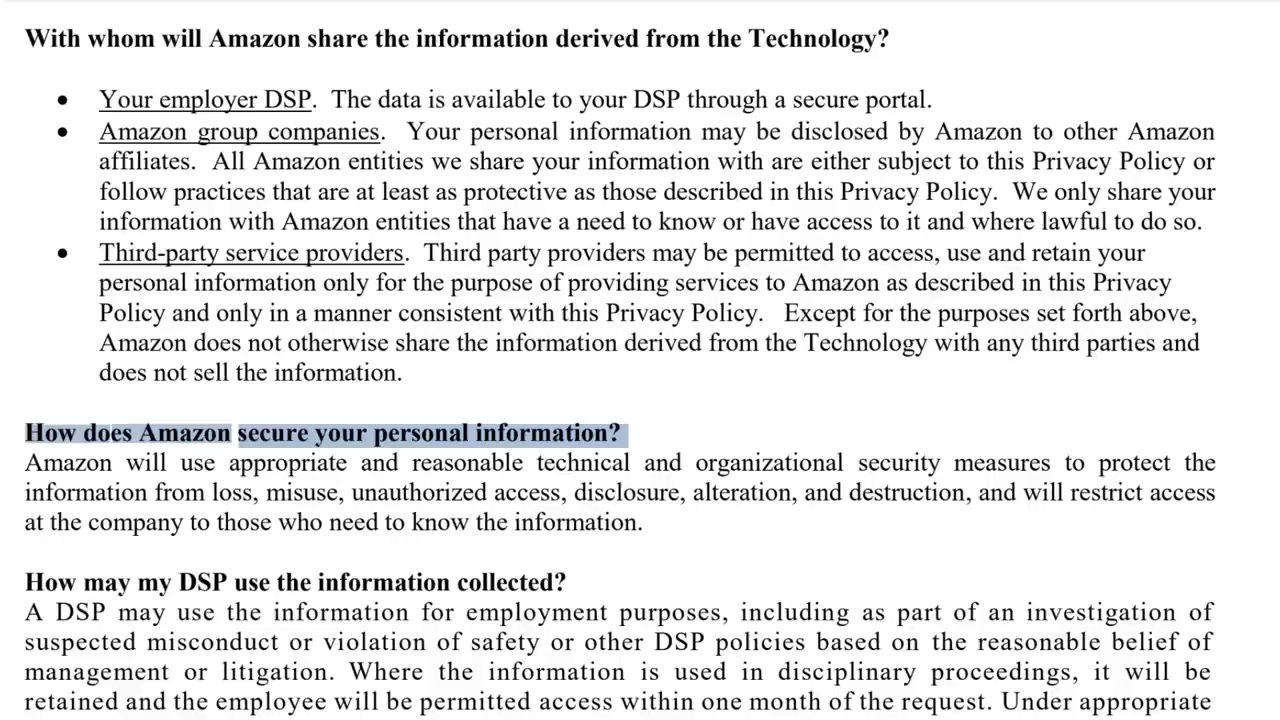 With whom will Amazon share the information derived from the Technology?
• Your employer DSP. The data is available to your DSP through a secure portal.
• Amazon group companies. Your personal information may be disclosed by Amazon to other Amazon
affiliates. All Amazon entities we share your information with are either subject to this Privacy Policy or
follow practices that are at least as protective as those described in this Privacy Policy. We only share your
information with Amazon entities that have a need to know or have access to it and where lawful to do so.
• Third-party service providers. Third party providers may be permitted to access, use and retain your
personal information only for the purpose of providing services to Amazon as described in this Privacy
Policy and only in a manner consistent with this Privacy Policy. Except for the purposes set forth above,
Amazon does not otherwise share the information derived from the Technology with any third parties and
does not sell the information.
How does Amazon secure your personal information?
Amazon will use appropriate and reasonable technical and organizational security measures to protect the
information from loss, misuse, unauthorized access, disclosure, alteration, and destruction, and will restrict access
at the company to those who need to know the information.
How may my DSP use the information collected?
A DSP may use the information for employment purposes, including as part of an investigation of
suspected misconduct or violation of safety or other DSP policies based on the reasonable belief of
management or litigation. Where the information is used in disciplinary proceedings, it will be
retained and the employee will be permitted access within one month of the request. Under appropriate